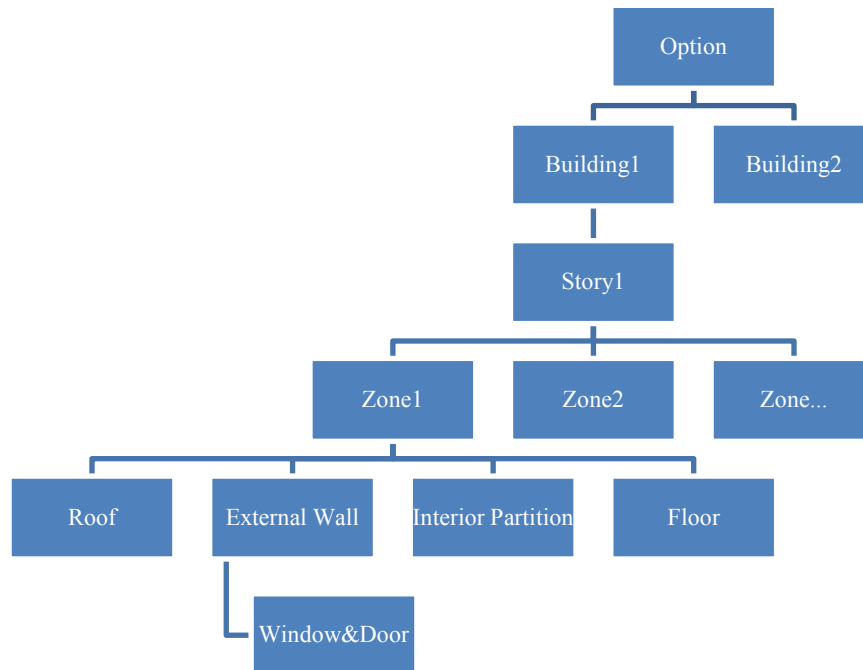 Option
Building1
Building2
Story1
Zone1
Zone2
Zone...
Roof
External Wall
Interior Partition
Floor
Window&Door